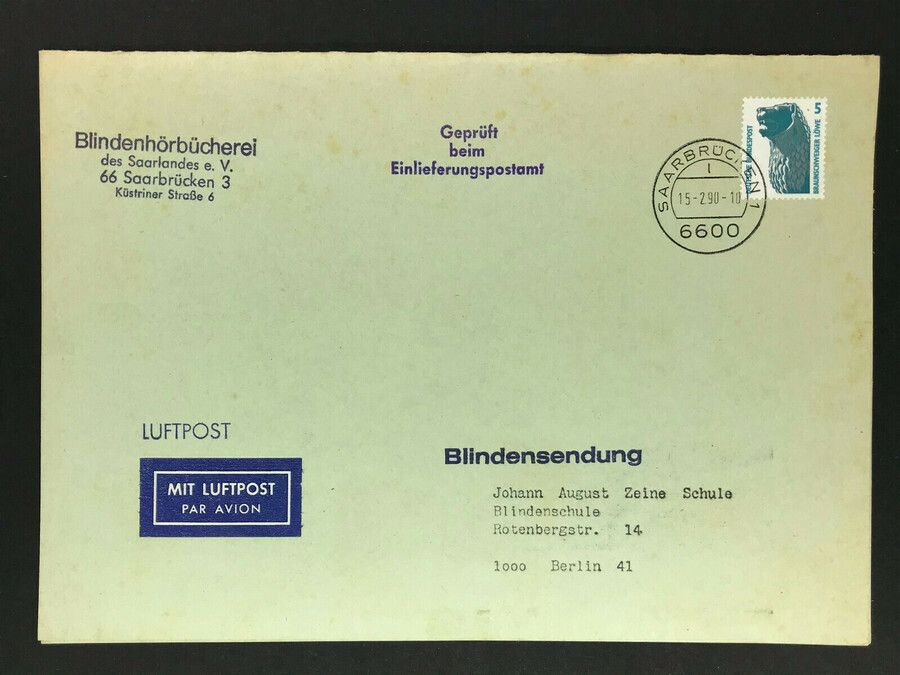 Blindenhörbücherei
des Saarlandes e. V.
66 Saarbrücken 3
Küstriner Straße 6
Geprüft
beim
Einlieferungspostamt
SAARBRÜCKEN 1
15-2.90-10
6600
5
DEUTSCHE BUNDESPOST
BRAUNSCHWEIGER LÖWE
LUFTPOST
MIT LUFTPOST
PAR AVION
Blindensendung
Johann August Zeine Schule
Blindenschule
Rotenbergstr. 14
1000 Berlin 41